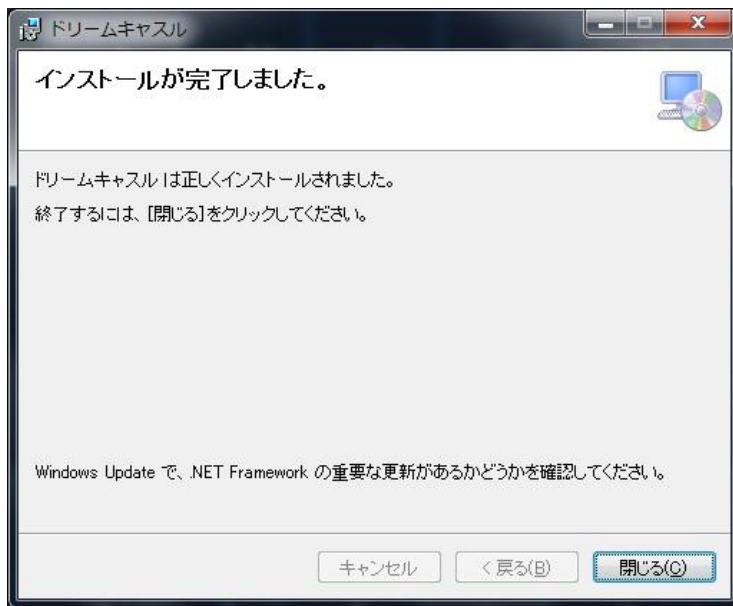 ドリームキャスル
インストールが完了しました。
ドリームキャスル は正しくインストールされました。
終了するには、[閉じる]をクリックしてください。
Windows Update で、.NET Framework の重要な更新があるかどうかを確認してください。
キャンセル
< 戻る(B)
閉じる(C)